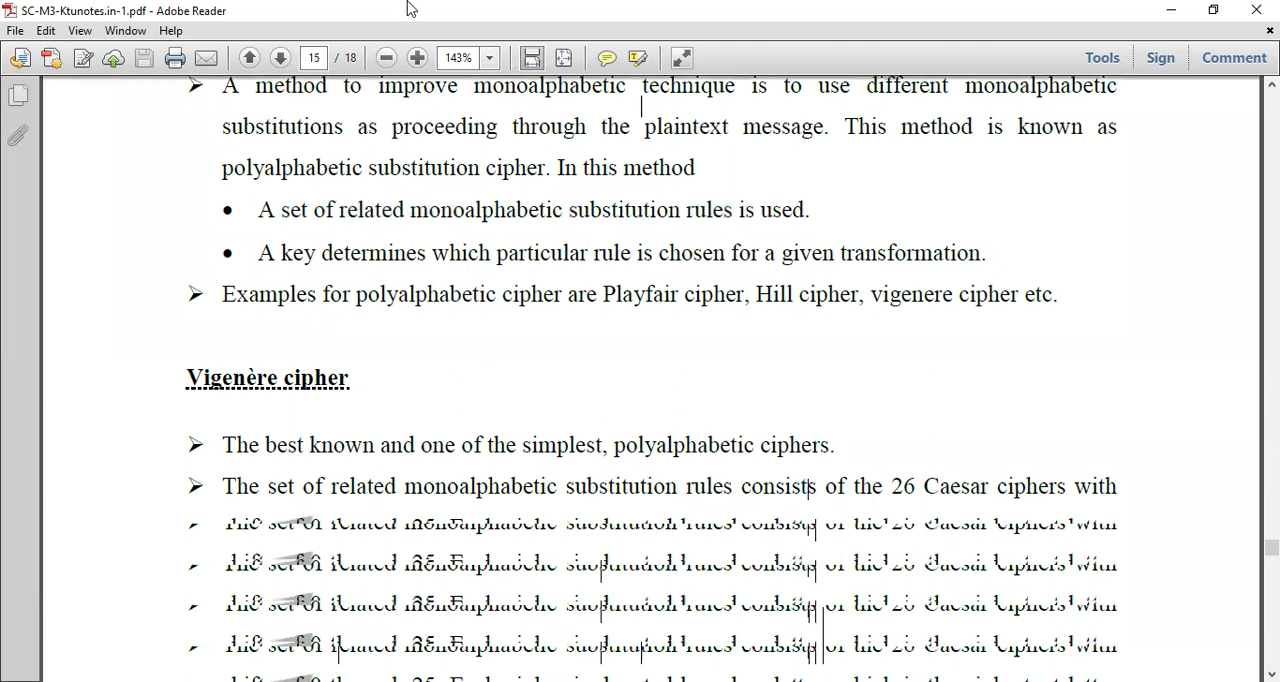 SC-M3-Ktunotes.in-1.pdf - Adobe Reader
File Edit View Window Help
15 / 18 143% Tools Sign Comment
➢ A method to improve monoalphabetic technique is to use different monoalphabetic
substitutions as proceeding through the plaintext message. This method is known as
polyalphabetic substitution cipher. In this method
• A set of related monoalphabetic substitution rules is used.
• A key determines which particular rule is chosen for a given transformation.
➢ Examples for polyalphabetic cipher are Playfair cipher, Hill cipher, vigenere cipher etc.
Vigenère cipher
➢ The best known and one of the simplest, polyalphabetic ciphers.
➢ The set of related monoalphabetic substitution rules consists of the 26 Caesar ciphers with